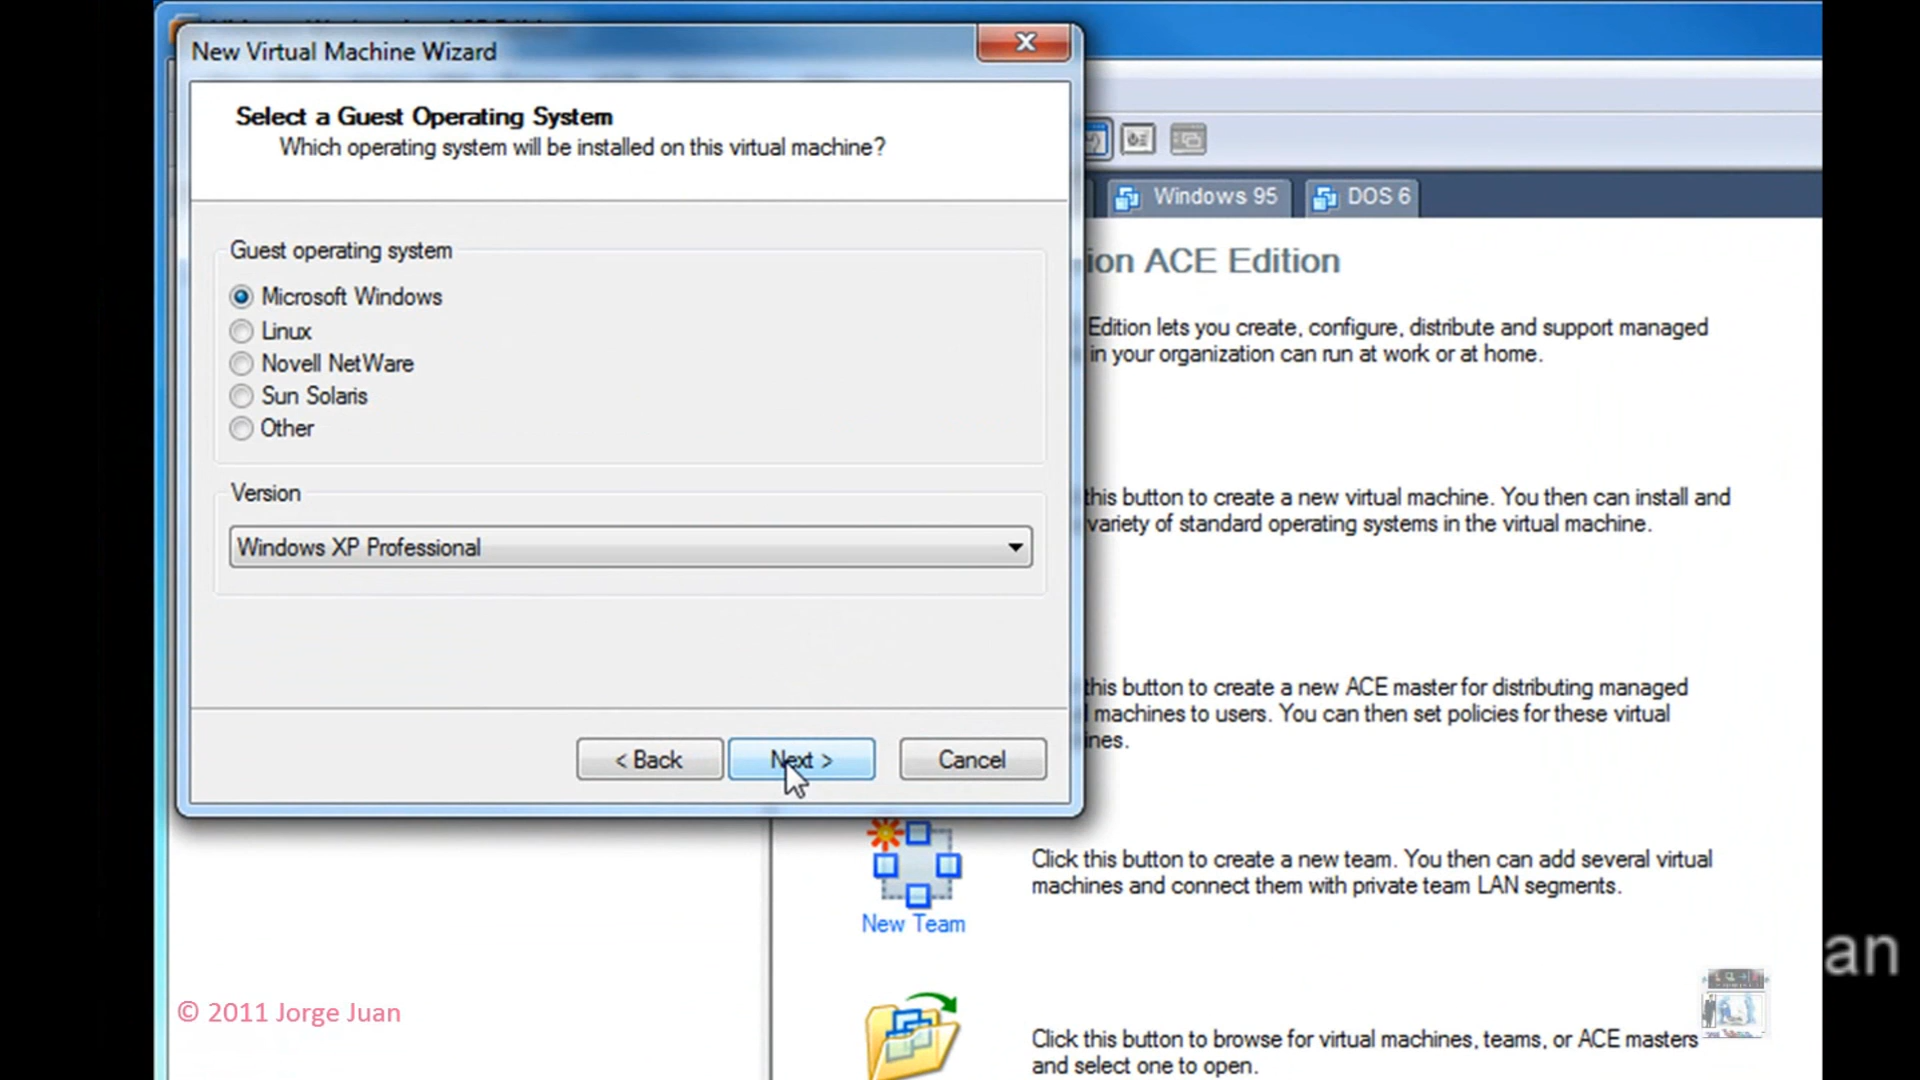 New Virtual Machine Wizard
Select a Guest Operating System
Which operating system will be installed on this virtual machine?
Guest operating system
Microsoft Windows
Linux
Novell NetWare
Sun Solaris
Other
Version
Windows XP Professional
< Back
Next >
Cancel
Windows 95
DOS 6
ion ACE Edition
Edition lets you create, configure, distribute and support managed
in your organization can run at work or at home.
this button to create a new virtual machine. You then can install and
variety of standard operating systems in the virtual machine.
this button to create a new ACE master for distributing managed
machines to users. You can then set policies for these virtual
ines.
New Team
Click this button to create a new team. You then can add several virtual
machines and connect them with private team LAN segments.
Click this button to browse for virtual machines, teams, or ACE masters
and select one to open.
© 2011 Jorge Juan
an